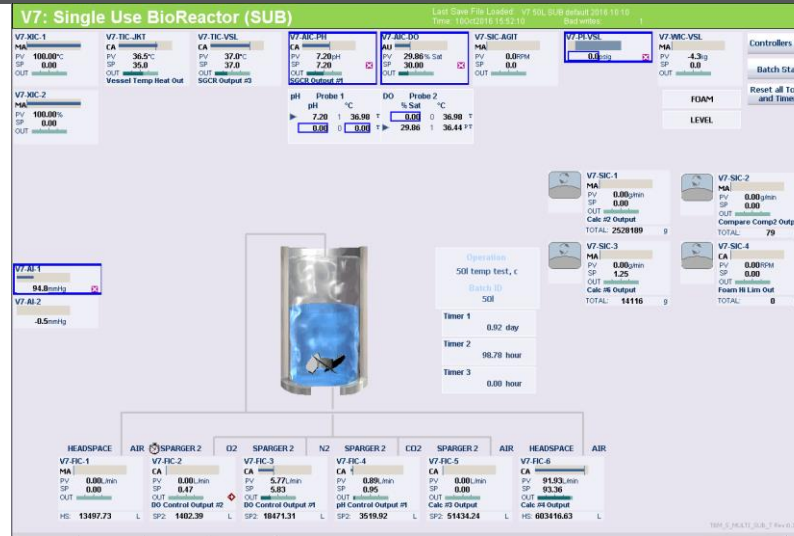 V7: Single Use BioReactor (SUB)
Last Save File Loaded: V7 50L SUB default 2016 10 10
Time: 10Oct2016 15:52:10 Bad writes: 1
V7-XIC-1
MA
PV 100.00%
SP 0.00
OUT
V7-TIC-JKT
CA
PV 36.5°C
SP 35.0
OUT
Vessel Temp Heat Out
V7-TIC-VSL
CA
PV 37.0°C
SP 37.0
OUT
SGCR Output #3
V7-AIC-PH
CA
PV 7.20pH
SP 7.20
OUT
SGCR Output #1
V7-AIC-DO
AU
PV 29.86% Sat
SP 30.00
OUT
V7-SIC-AGIT
MA
PV 0.0RPM
SP 0.0
OUT
V7-PI-VSL
0.0psig
V7-WIC-VSL
MA
PV -4.3kg
SP 0.0
OUT
Controllers
Batch Sta
Reset all To
and Time
V7-XIC-2
MA
PV 100.00%
SP 0.00
OUT
pH Probe 1
pH °C
7.20 1 36.90 T
0.00 0 0.00 T
DO Probe 2
% Sat °C
0.00 0 36.90 T
29.86 1 36.44 PT
FOAM
LEVEL
V7-SIC-1
MA
PV 0.00g/min
SP 0.00
OUT
Calc #2 Output
TOTAL: 2520189 g
V7-SIC-2
MA
PV 0.00g/min
SP 0.00
OUT
Compare Comp2 Outp
TOTAL: 79
V7-SIC-3
MA
PV 0.00g/min
SP 1.25
OUT
Calc #6 Output
TOTAL: 14116 g
V7-SIC-4
CA
PV 0.00RPM
SP 0.00
OUT
Foam Hi Lim Out
TOTAL: 0
V7-AI-1
94.8mmHg
V7-AI-2
-0.5mmHg
Operation
50l temp test, c
Batch ID
50l
Timer 1
0.92 day
Timer 2
98.78 hour
Timer 3
0.00 hour
HEADSPACE AIR SPARGER 2 O2 SPARGER 2 N2 SPARGER 2 CO2 SPARGER 2 AIR HEADSPACE AIR
V7-FIC-1
MA
PV 0.00L/min
SP 0.00
OUT
HS: 13497.73 L
V7-FIC-2
CA
PV 0.00L/min
SP 0.47
OUT
DO Control Output #2
SP2: 1402.39 L
V7-FIC-3
CA
PV 5.77L/min
SP 5.83
OUT
DO Control Output #1
SP2: 18471.31 L
V7-FIC-4
CA
PV 0.89L/min
SP 0.95
OUT
pH Control Output #1
SP2: 3519.92 L
V7-FIC-5
CA
PV 0.00L/min
SP 0.00
OUT
Calc #3 Output
SP2: 51434.24 L
V7-FIC-6
CA
PV 91.93L/min
SP 93.36
OUT
Calc #4 Output
HS: 603416.63 L